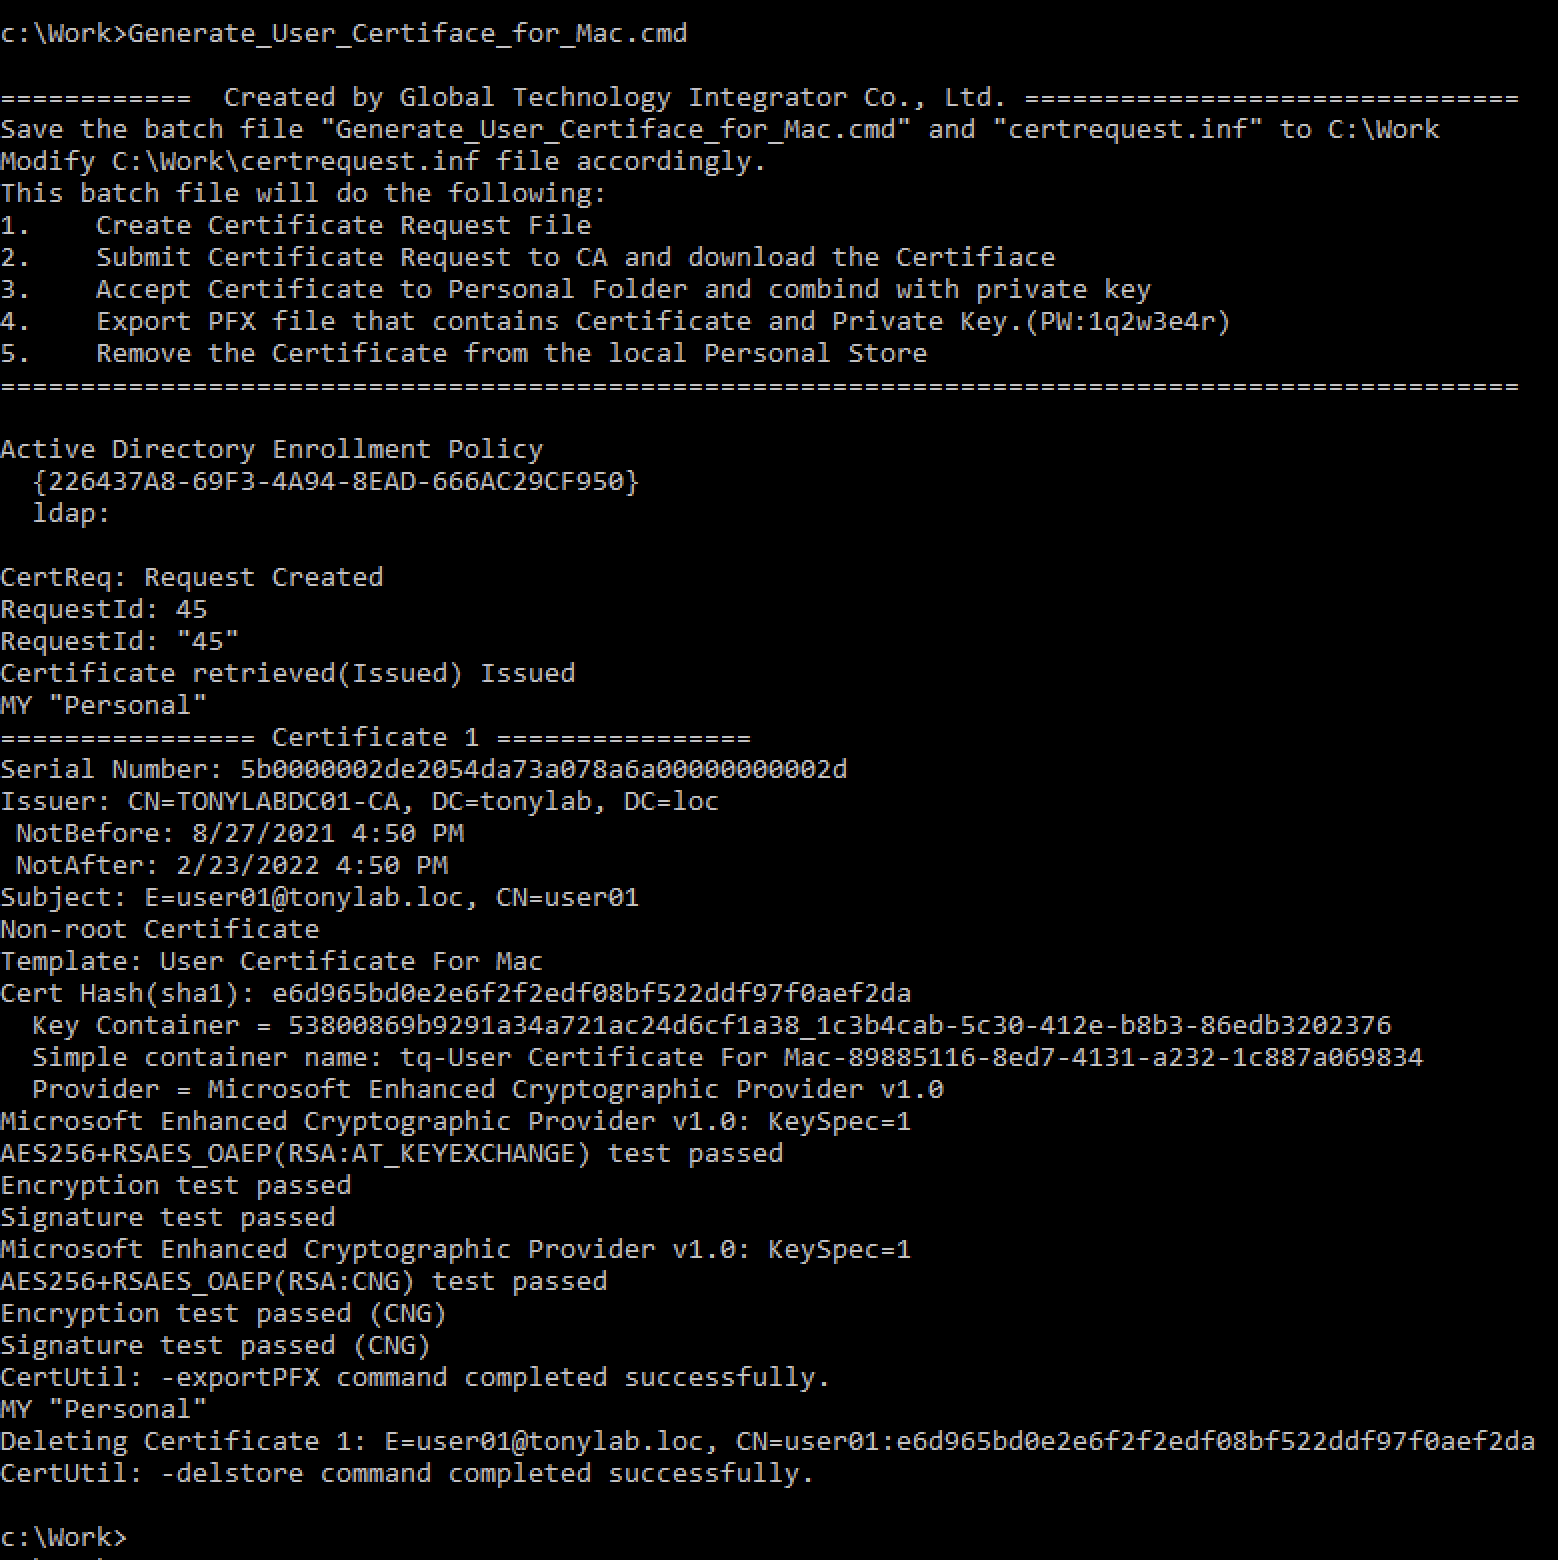 c:\Work>Generate_User_Certiface_for_Mac.cmd
============  Created by Global Technology Integrator Co., Ltd. ===============================
Save the batch file "Generate_User_Certiface_for_Mac.cmd" and "certrequest.inf" to C:\Work
Modify C:\Work\certrequest.inf file accordingly.
This batch file will do the following:
1.    Create Certificate Request File
2.    Submit Certificate Request to CA and download the Certifiace
3.    Accept Certificate to Personal Folder and combind with private key
4.    Export PFX file that contains Certificate and Private Key.(PW:1q2w3e4r)
5.    Remove the Certificate from the local Personal Store
===============================================================================================
Active Directory Enrollment Policy
  {226437A8-69F3-4A94-8EAD-666AC29CF950}
  ldap:
CertReq: Request Created
RequestId: 45
RequestId: "45"
Certificate retrieved(Issued) Issued
MY "Personal"
================ Certificate 1 ================
Serial Number: 5b0000002de2054da73a078a6a00000000002d
Issuer: CN=TONYLABDC01-CA, DC=tonylab, DC=loc
 NotBefore: 8/27/2021 4:50 PM
 NotAfter: 2/23/2022 4:50 PM
Subject: E=user01@tonylab.loc, CN=user01
Non-root Certificate
Template: User Certificate For Mac
Cert Hash(sha1): e6d965bd0e2e6f2f2edf08bf522ddf97f0aef2da
  Key Container = 53800869b9291a34a721ac24d6cf1a38_1c3b4cab-5c30-412e-b8b3-86edb3202376
  Simple container name: tq-User Certificate For Mac-89885116-8ed7-4131-a232-1c887a069834
  Provider = Microsoft Enhanced Cryptographic Provider v1.0
Microsoft Enhanced Cryptographic Provider v1.0: KeySpec=1
AES256+RSAES_OAEP(RSA:AT_KEYEXCHANGE) test passed
Encryption test passed
Signature test passed
Microsoft Enhanced Cryptographic Provider v1.0: KeySpec=1
AES256+RSAES_OAEP(RSA:CNG) test passed
Encryption test passed (CNG)
Signature test passed (CNG)
CertUtil: -exportPFX command completed successfully.
MY "Personal"
Deleting Certificate 1: E=user01@tonylab.loc, CN=user01:e6d965bd0e2e6f2f2edf08bf522ddf97f0aef2da
CertUtil: -delstore command completed successfully.
c:\Work>